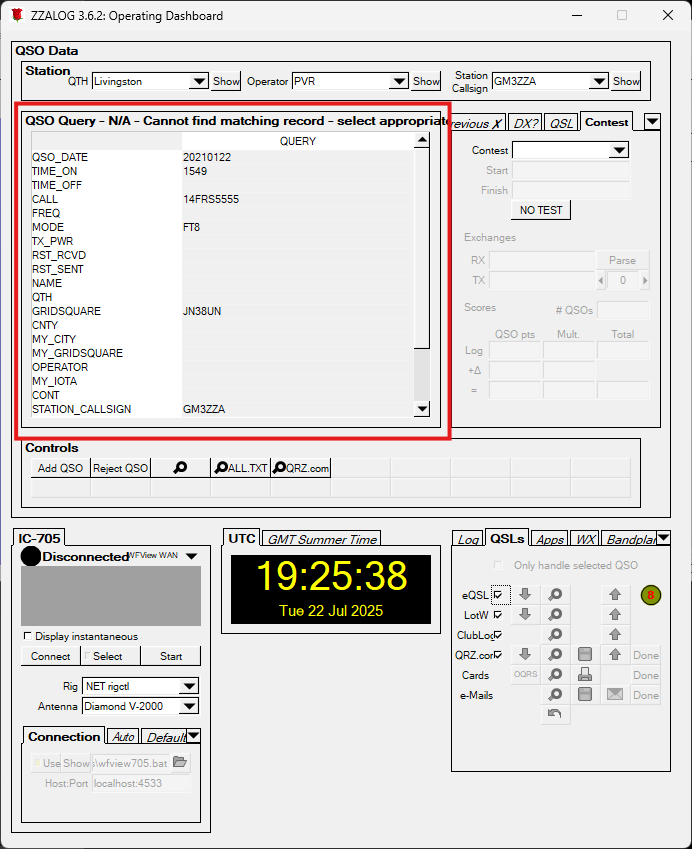 ZZALOG 3.6.2: Operating Dashboard
QSO Data
Station
QTH Livingston Show Operator PVR Show Station Callsign GM3ZZA Show
QSO Query - N/A - Cannot find matching record - select appropriate
QUERY
QSO_DATE 20210122
TIME_ON 1549
TIME_OFF
CALL 14FRS5555
FREQ
MODE FT8
TX_PWR
RST_RCVD
RST_SENT
NAME
QTH
GRIDSQUARE JN38UN
CNTY
MY_CITY
MY_GRIDSQUARE
OPERATOR
MY_IOTA
CONT
STATION_CALLSIGN GM3ZZA
revious ✗ DX? QSL Contest
Contest
Start
Finish
NO TEST
Exchanges
RX Parse
TX 0
Scores # QSOs
QSO pts Mult. Total
Log
+Δ
=
Controls
Add QSO Reject QSO ALL.TXT QRZ.com
IC-705
Disconnected WFView WAN
Display instantaneous
Connect Select Start
Rig NET rigctl
Antenna Diamond V-2000
Connection Auto Default
Use Show s\wfview705.bat
Host:Port localhost:4533
UTC GMT Summer Time
19:25:38
Tue 22 Jul 2025
Log QSLs Apps WX Bandplan
Only handle selected QSO
eQSL 8
LotW
ClubLog
QRZ.com Done
Cards OQRS Done
e-Mails Done